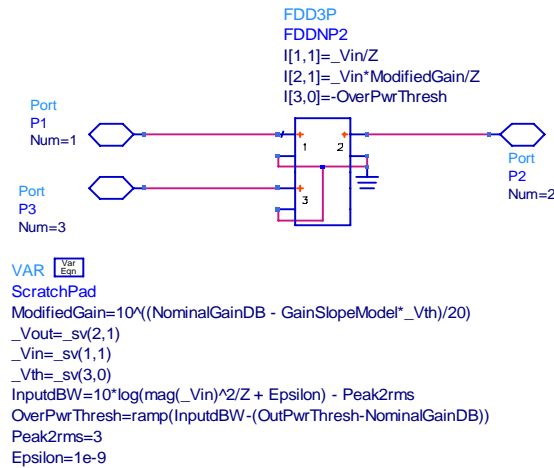 FDD3P
FDDNP2
I[1,1]=_Vin/Z
I[2,1]=_Vin*ModifiedGain/Z
I[3,0]=-OverPwrThresh
Port
P1
Num=1
1
2
Port
P2
Num=2
Port
P3
Num=3
3
VAR
Var
Eqn
ScratchPad
ModifiedGain=10^((NominalGainDB - GainSlopeModel*_Vth)/20)
_Vout=_sv(2,1)
_Vin=_sv(1,1)
_Vth=_sv(3,0)
InputdBW=10*log(mag(_Vin)^2/Z + Epsilon) - Peak2rms
OverPwrThresh=ramp(InputdBW-(OutPwrThresh-NominalGainDB))
Peak2rms=3
Epsilon=1e-9